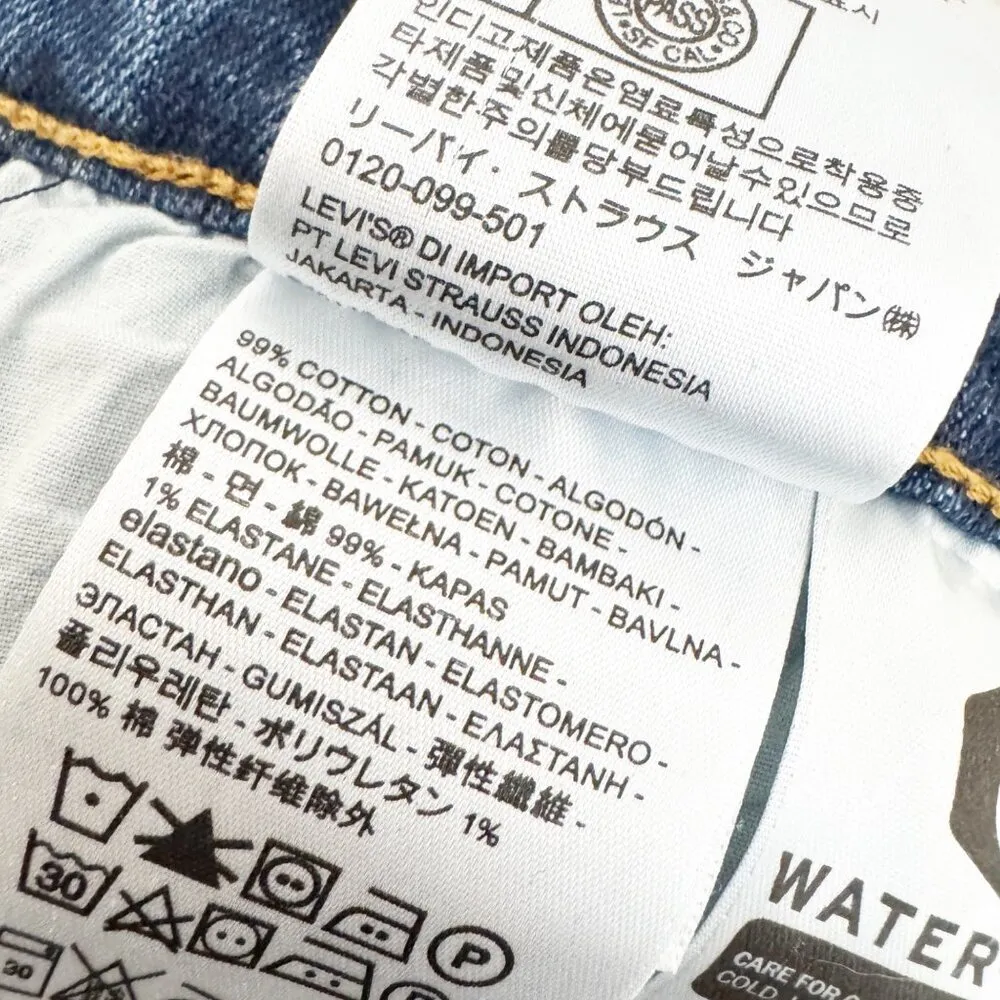 표시
PASS
SF CAL
인디고제품은염료특성으로착용중
타제품및신체에묻어날수있으므로
각별한주의를당부드립니다
リーバイ・ストラウス ジャパン㈱
0120-099-501
LEVI'S® DI IMPORT OLEH:
PT LEVI STRAUSS INDONESIA
JAKARTA - INDONESIA
99% COTTON - COTON - ALGODÓN -
ALGODÃO - PAMUK - COTONE -
BAUMWOLLE - KATOEN - BAMBAKI -
ХЛОПОК - BAWEŁNA - PAMUT - BAVLNA -
棉 - 면 - 綿 99% - KAPAS
1% ELASTANE - ELASTHANNE -
elastano - ELASTAN - ELASTOMERO -
ELASTHAN - ELASTAAN - ΕΛΑΣΤΑΝΗ -
ЭЛАСТАН - GUMISZÁL - 彈性纖維 -
폴리우레탄 - ポリウレタン 1%
100% 棉 弹性纤维除外
P
30
30
WATER
CARE FOR
COLD